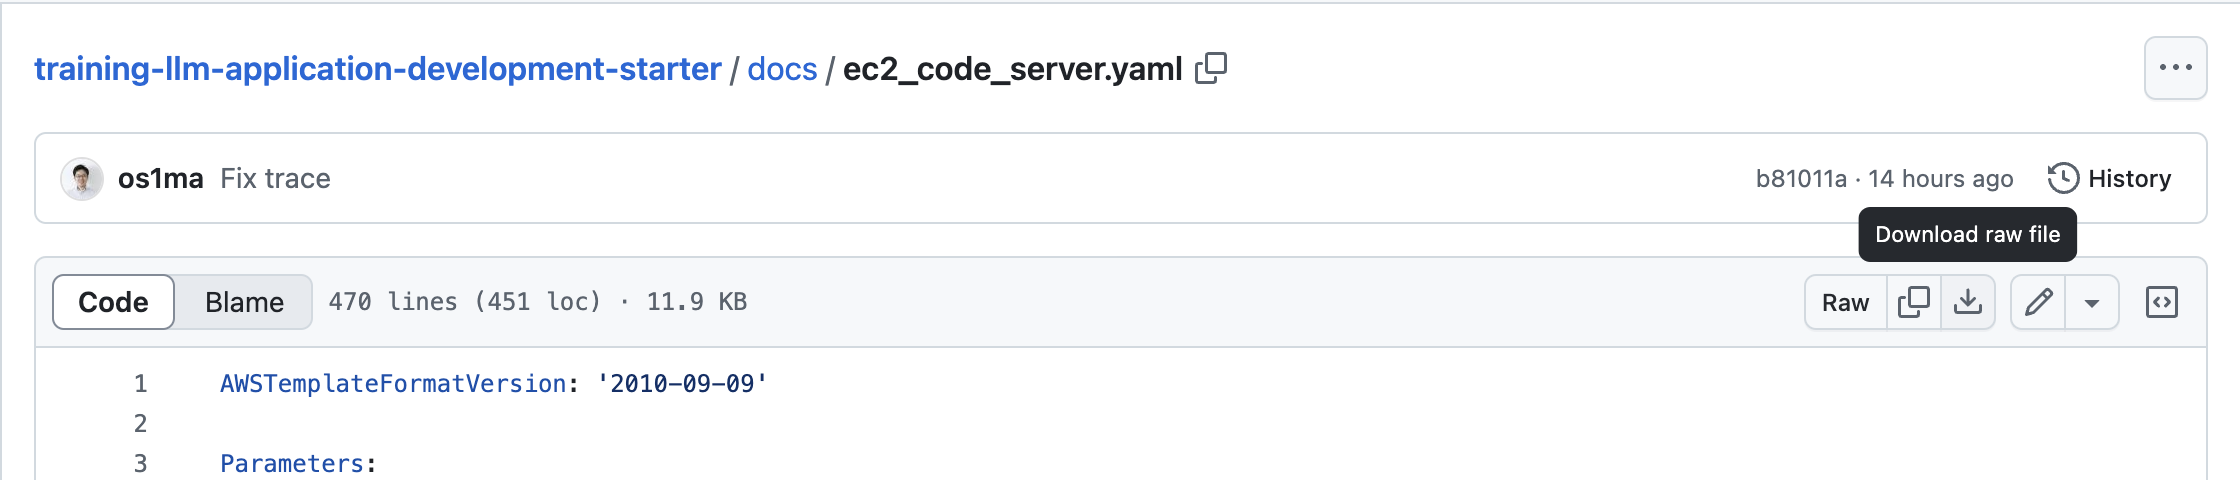 training-llm-application-development-starter / docs / ec2_code_server.yaml
os1ma Fix trace b81011a · 14 hours ago History
Download raw file
Code Blame 470 lines (451 loc) · 11.9 KB Raw
1 AWSTemplateFormatVersion: '2010-09-09'
2
3 Parameters: